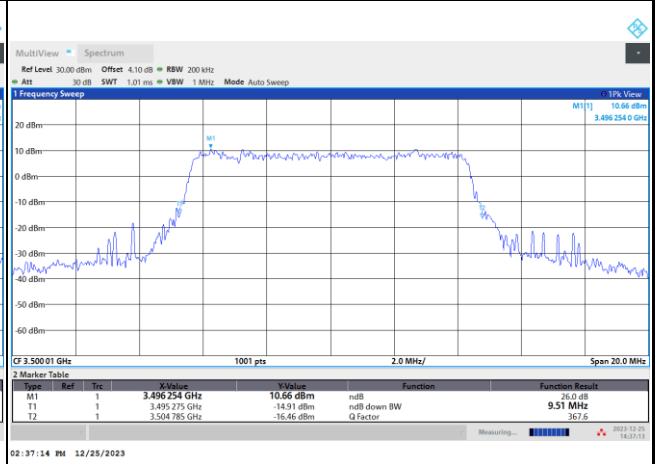 MultiView Spectrum
Ref Level 30.00 dBm Offset 4.10 dB RBW 200 kHz
Att 30 dB SWT 1.01 ms VBW 1 MHz Mode Auto Sweep
1 Frequency Sweep 1Pk View
M1[1] 10.66 dBm
3.496 254 0 GHz
20 dBm
M1
10 dBm
0 dBm
-10 dBm
-20 dBm
-30 dBm
-40 dBm
-50 dBm
-60 dBm
CF 3.500 01 GHz 1001 pts 2.0 MHz/ Span 20.0 MHz
2 Marker Table
Type Ref Trc X-Value Y-Value Function Function Result
M1 1 3.496 254 GHz 10.66 dBm ndB 26.0 dB
T1 1 3.495 275 GHz -14.91 dBm ndB down BW 9.51 MHz
T2 1 3.504 785 GHz -16.46 dBm Q Factor 367.6
Measuring... 2023-12-25
14:37:13
02:37:14 PM 12/25/2023